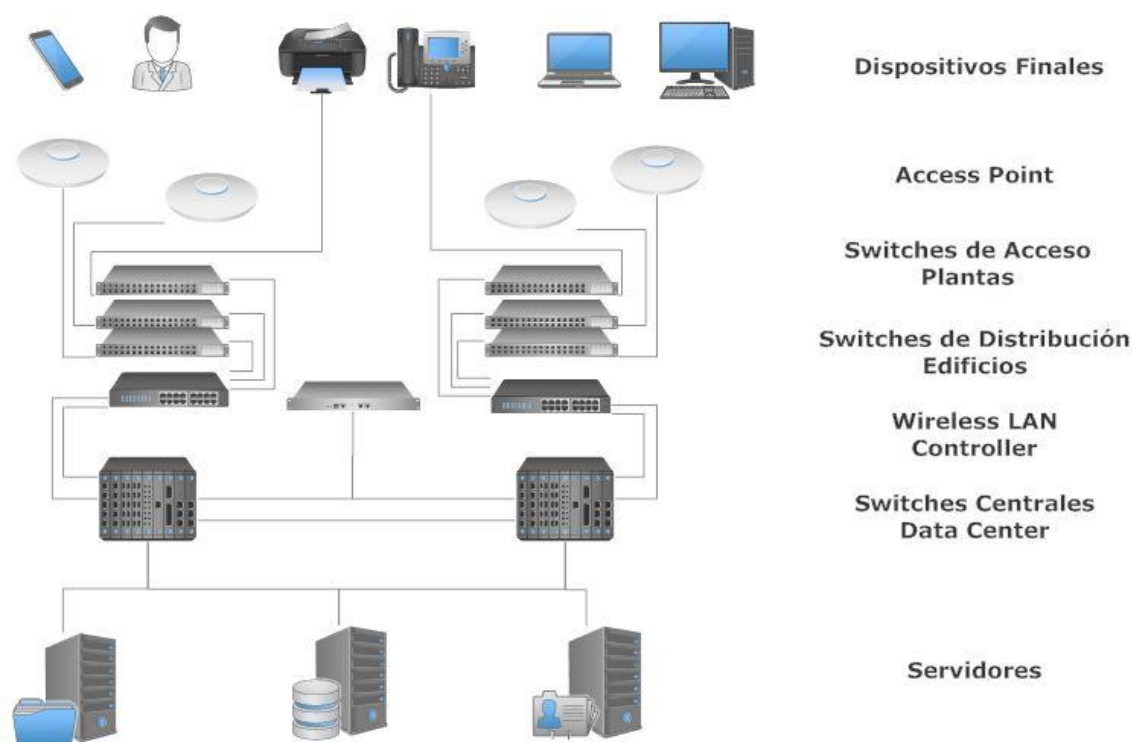 Dispositivos Finales
Access Point
Switches de Acceso
Plantas
Switches de Distribución
Edificios
Wireless LAN
Controller
Switches Centrales
Data Center
Servidores